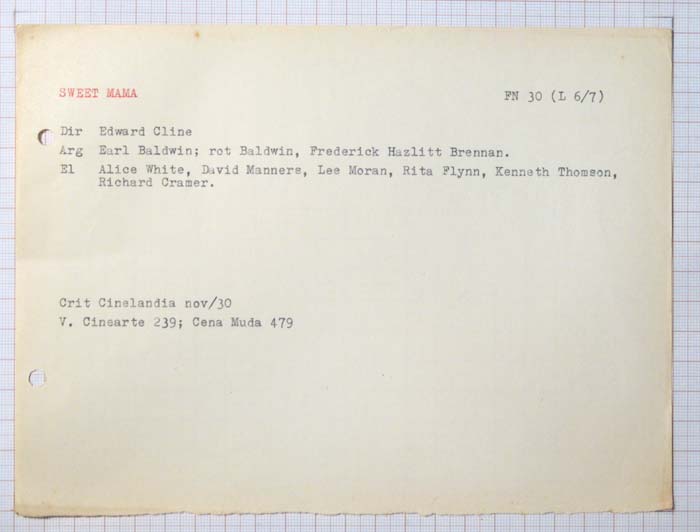 SWEET MAMA FN 30 (L 6/7)
Dir Edward Cline
Arg Earl Baldwin; rot Baldwin, Frederick Hazlitt Brennan.
El Alice White, David Manners, Lee Moran, Rita Flynn, Kenneth Thomson,
Richard Cramer.
Crit Cinelandia nov/30
V. Cinearte 239; Cena Muda 479